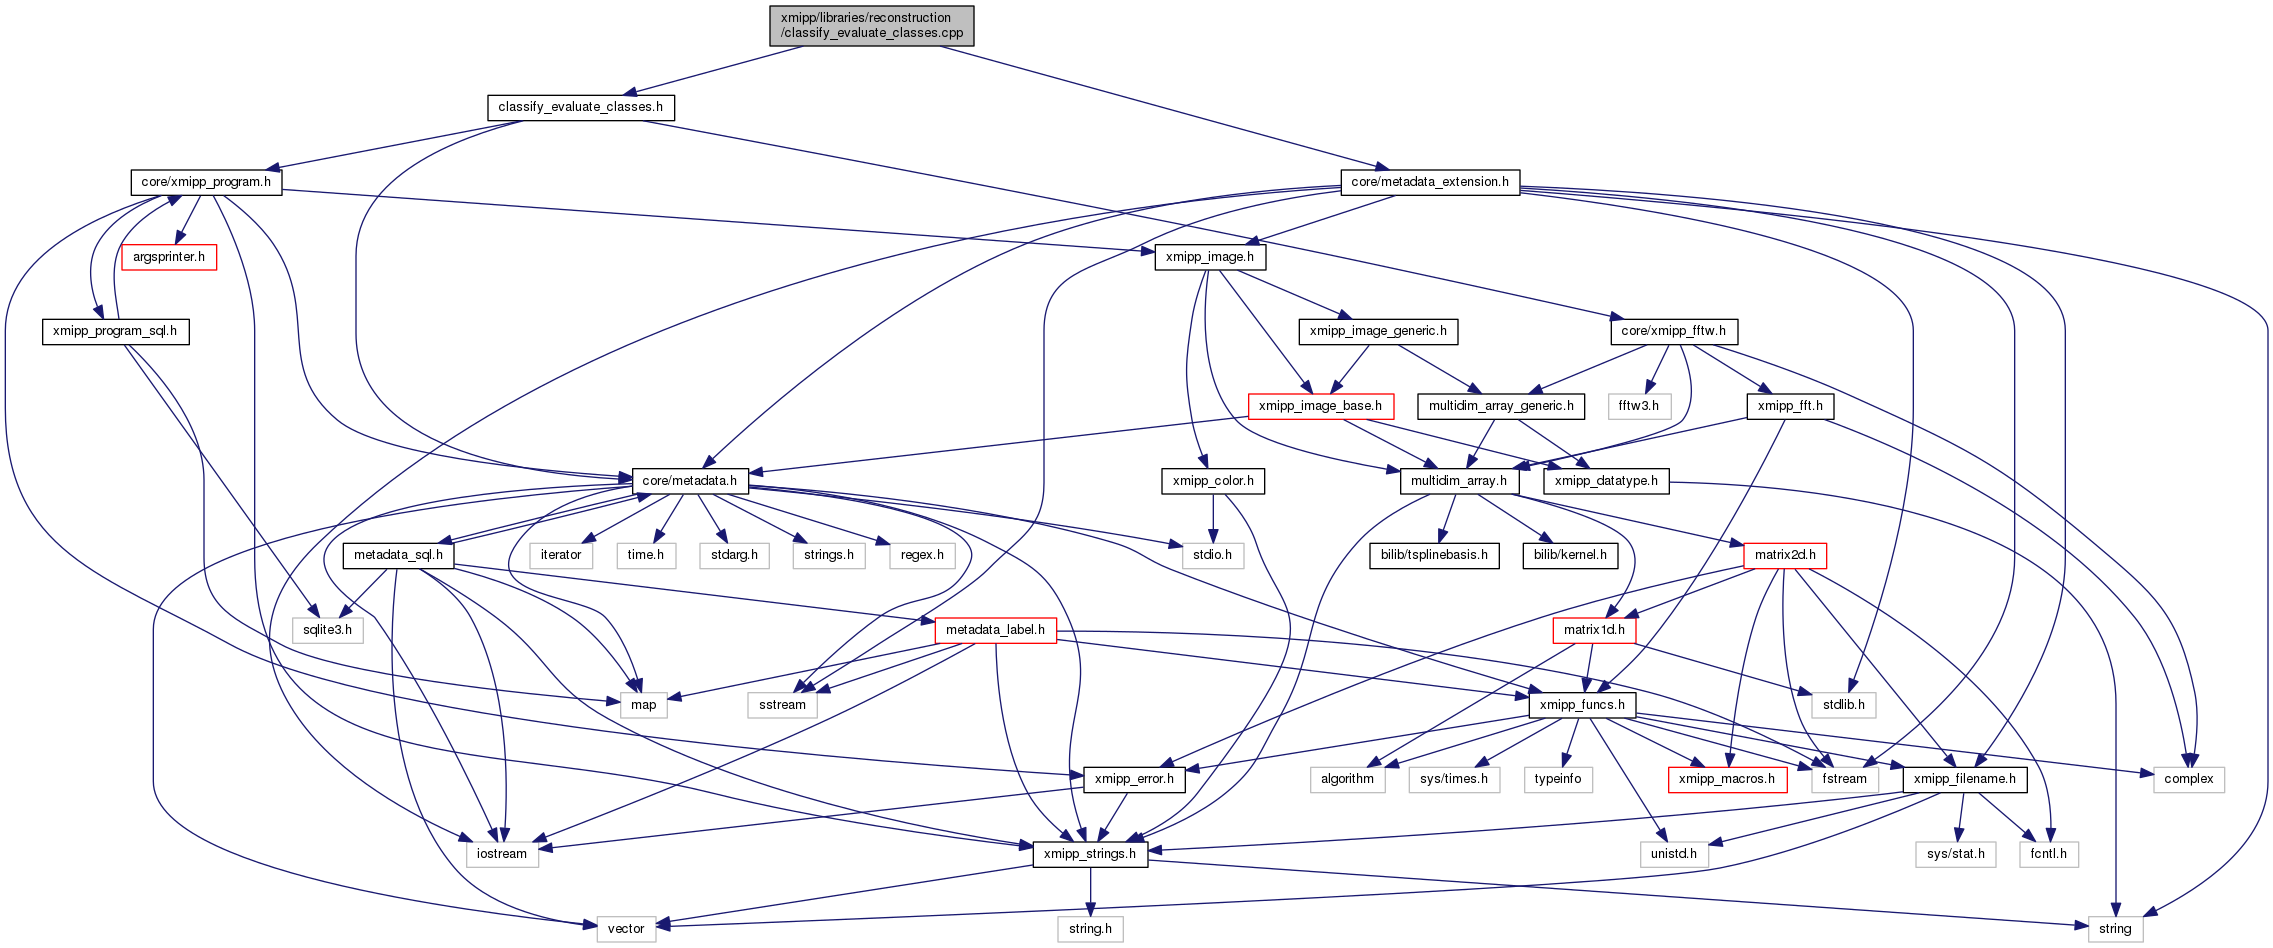 xmipp/libraries/reconstruction
/classify_evaluate_classes.cpp
classify_evaluate_classes.h
core/xmipp_program.h
core/metadata_extension.h
argsprinter.h
xmipp_image.h
xmipp_program_sql.h
xmipp_image_generic.h
core/xmipp_fftw.h
xmipp_image_base.h
multidim_array_generic.h
fftw3.h
xmipp_fft.h
core/metadata.h
xmipp_color.h
multidim_array.h
xmipp_datatype.h
metadata_sql.h
iterator
time.h
stdarg.h
strings.h
regex.h
stdio.h
bilib/tsplinebasis.h
bilib/kernel.h
matrix2d.h
sqlite3.h
metadata_label.h
matrix1d.h
map
sstream
xmipp_funcs.h
stdlib.h
xmipp_error.h
algorithm
sys/times.h
typeinfo
xmipp_macros.h
fstream
xmipp_filename.h
complex
iostream
xmipp_strings.h
unistd.h
sys/stat.h
fcntl.h
vector
string.h
string